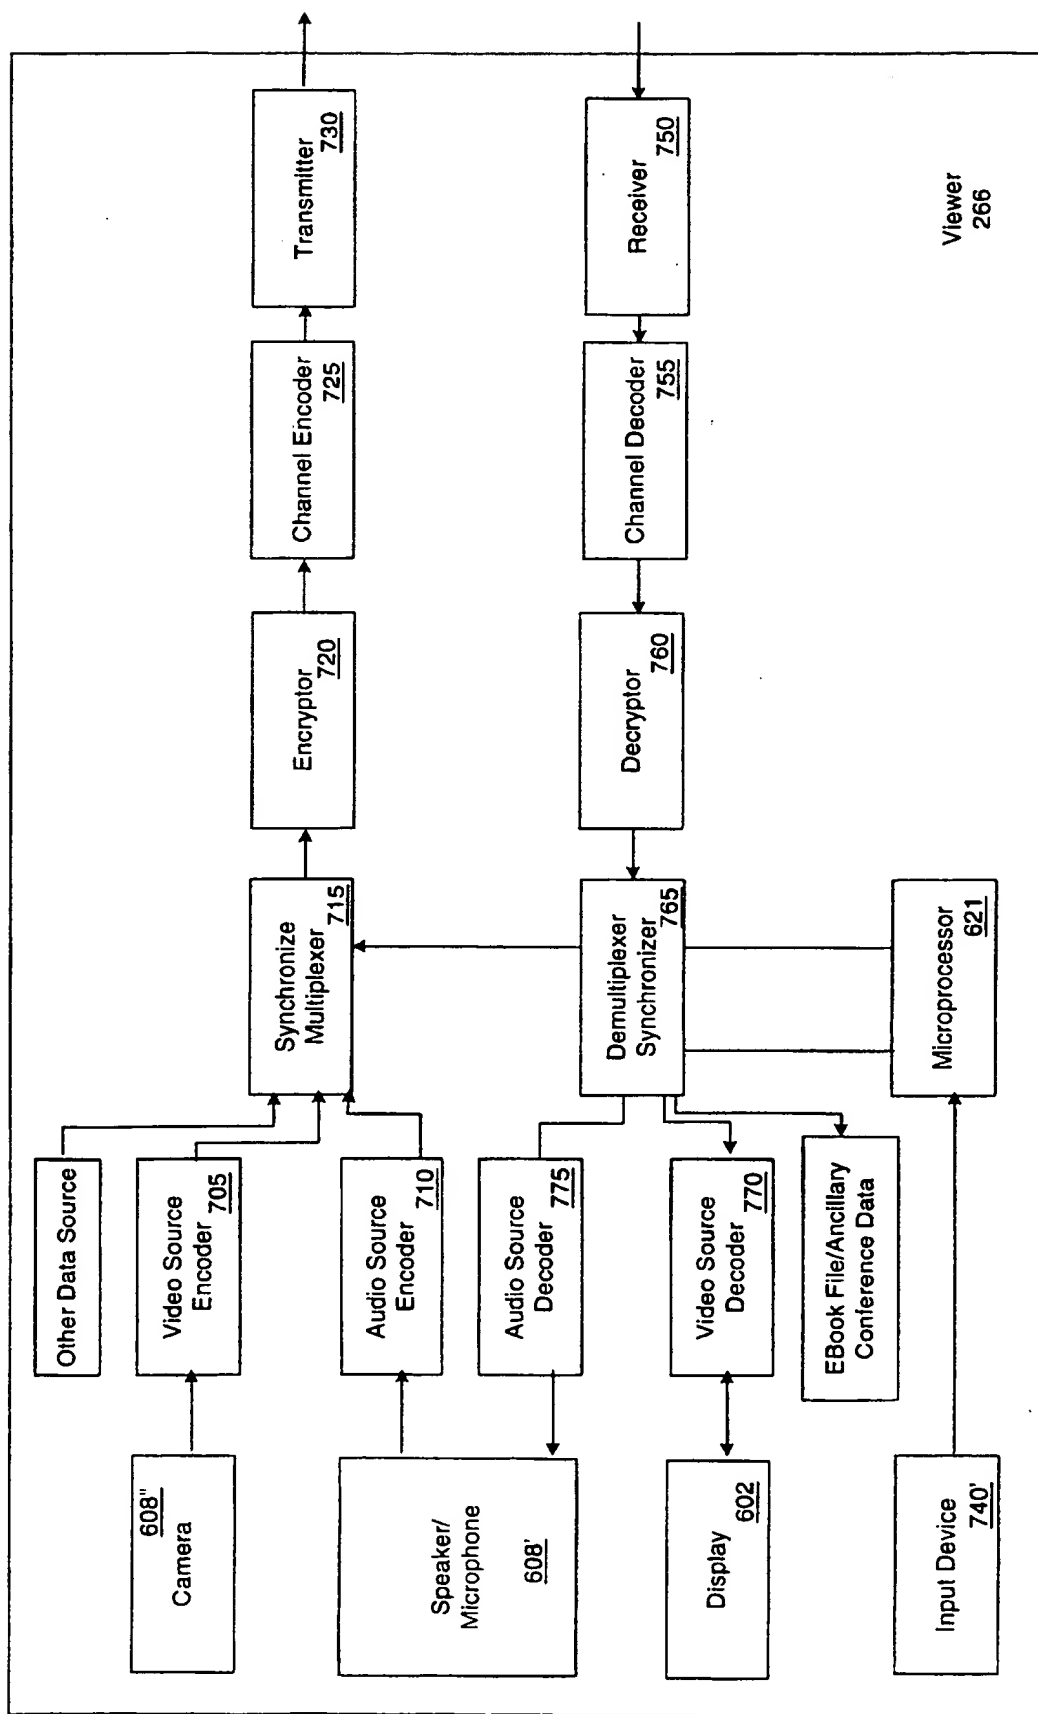 Camera
608"
Speaker/
Microphone
608'
Display
602
Input Device
740'
Other Data Source
Video Source
Encoder
705
Audio Source
Encoder
710
Audio Source
Decoder
775
Video Source
Decoder
770
EBook File/Ancillary
Conference Data
Synchronize
Multiplexer
715
Demultiplexer
Synchronizer
765
Microprocessor
621
Encryptor
720
Decryptor
760
Channel Encoder
725
Channel Decoder
755
Transmitter
730
Receiver
750
Viewer
266